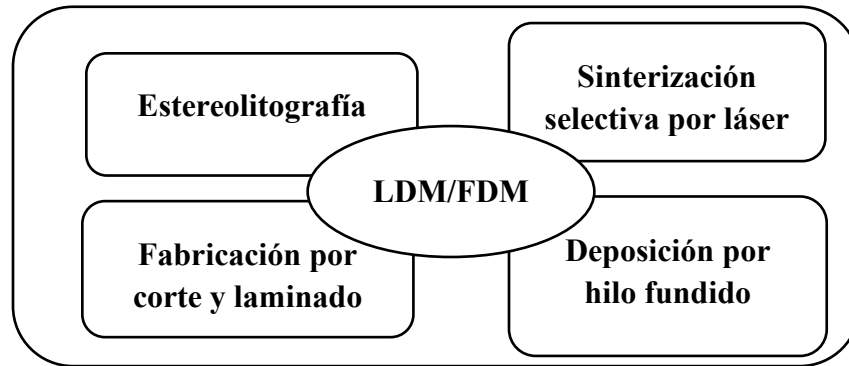 Estereolitografía
Sinterización
selectiva por láser
LDM/FDM
Fabricación por
corte y laminado
Deposición por
hilo fundido